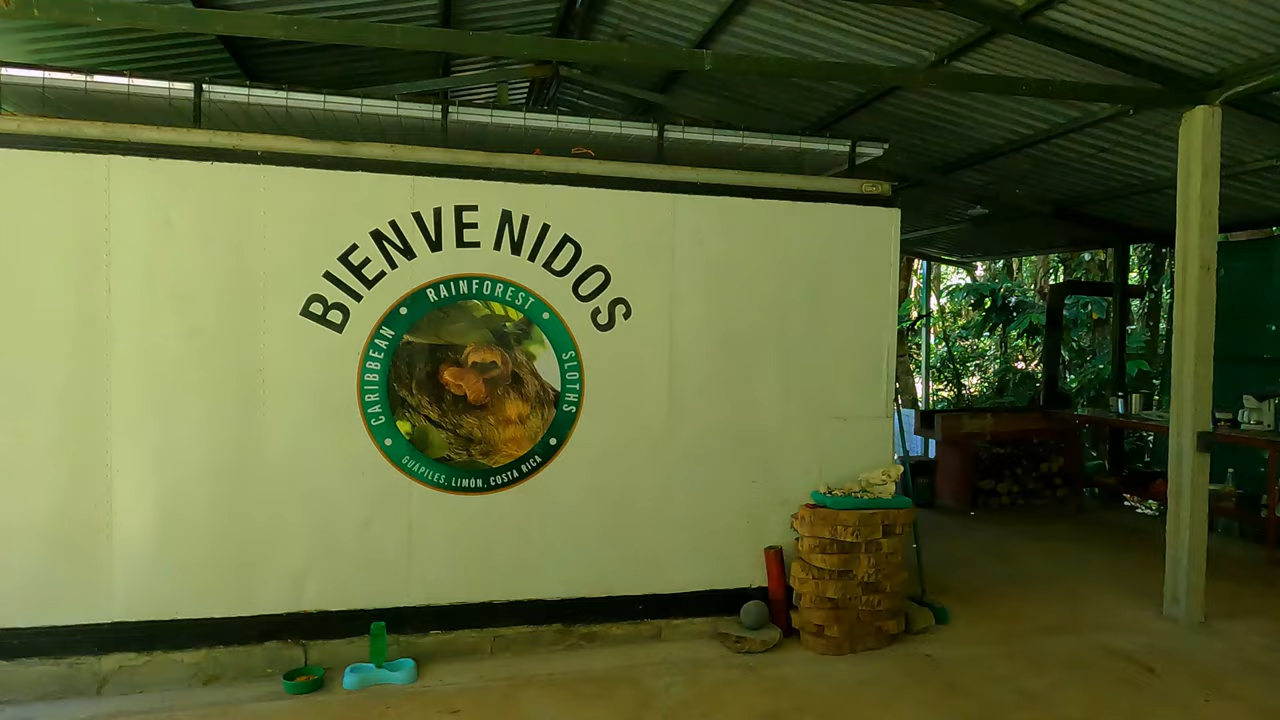 BIENVENIDOS
CARIBBEAN • RAINFOREST • SLOTHS
GUÁPILES, LIMÓN, COSTA RICA